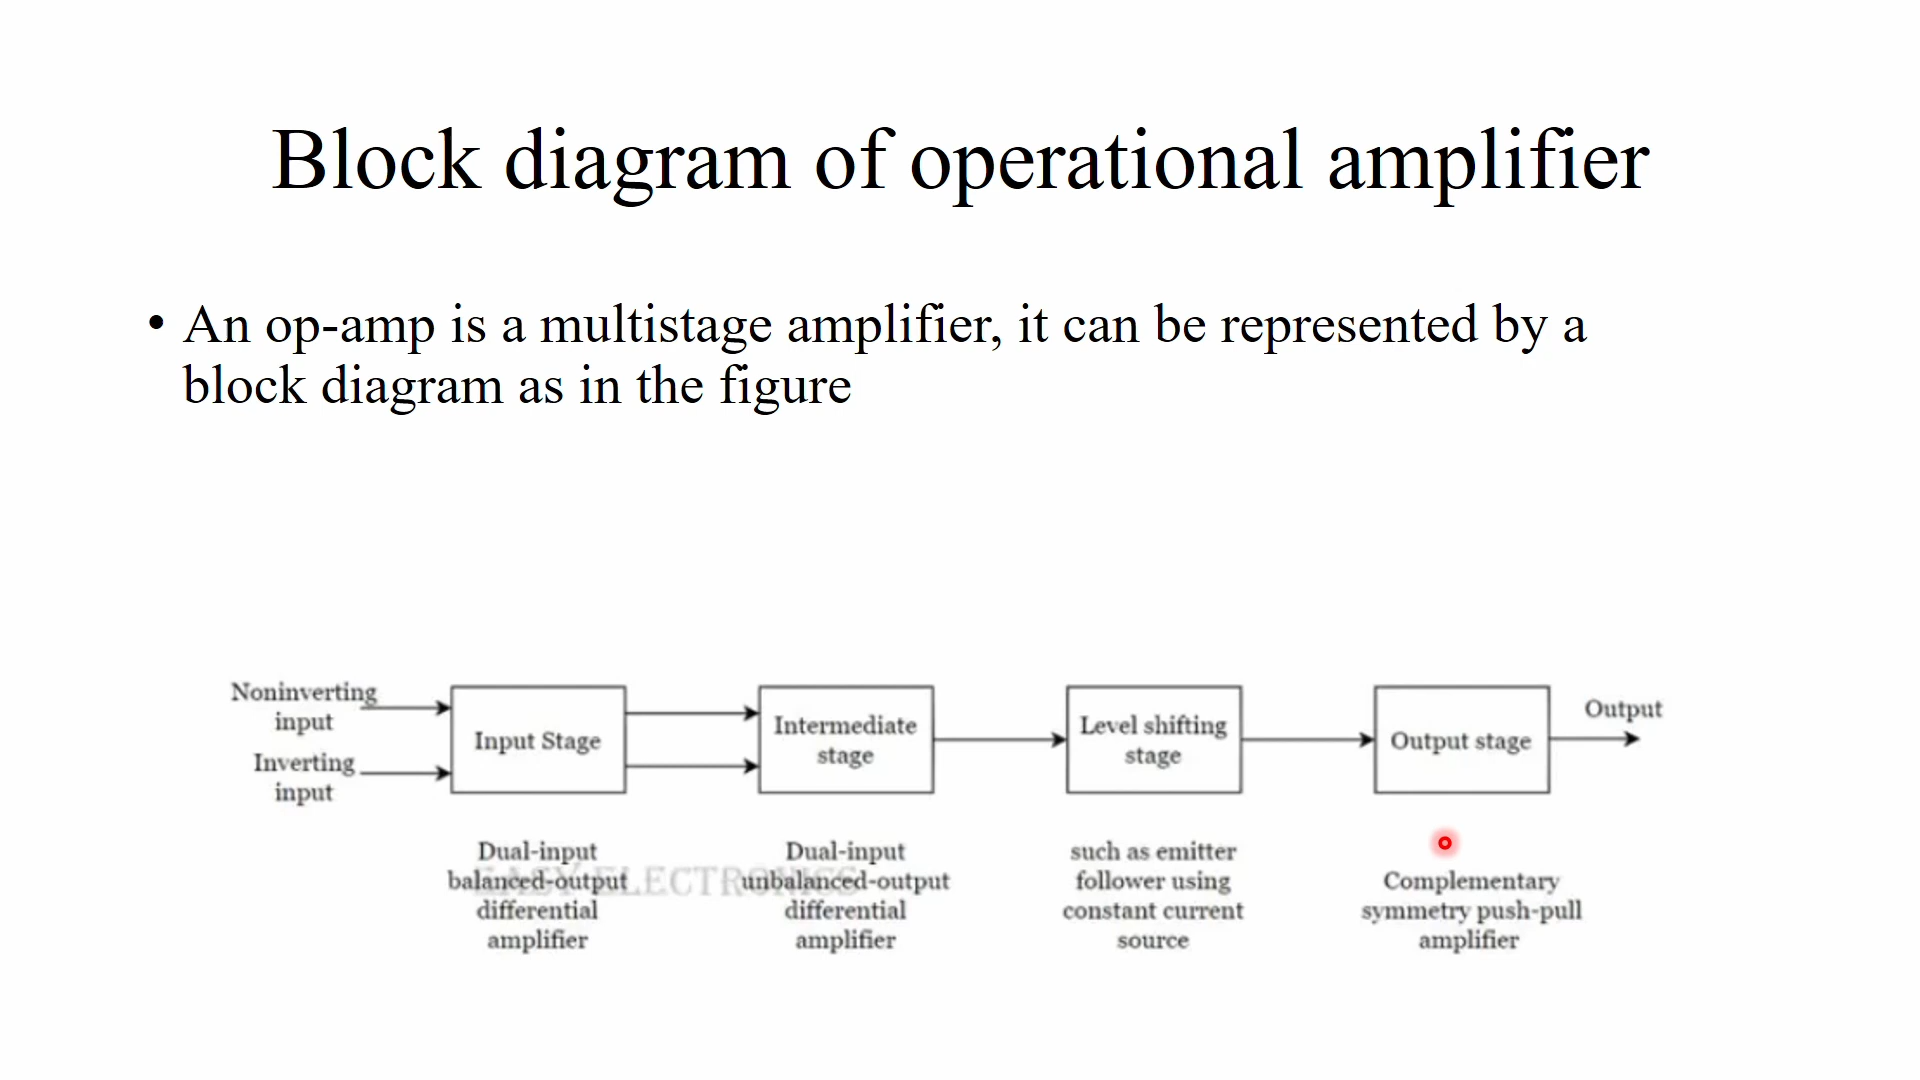 Block diagram of operational amplifier
• An op-amp is a multistage amplifier, it can be represented by a
block diagram as in the figure
Noninverting
input
Inverting
input
Input Stage
Intermediate
stage
Level shifting
stage
Output stage
Output
Dual-input
balanced-output
differential
amplifier
Dual-input
unbalanced-output
differential
amplifier
such as emitter
follower using
constant current
source
Complementary
symmetry push-pull
amplifier
EASY ELECTRONICS